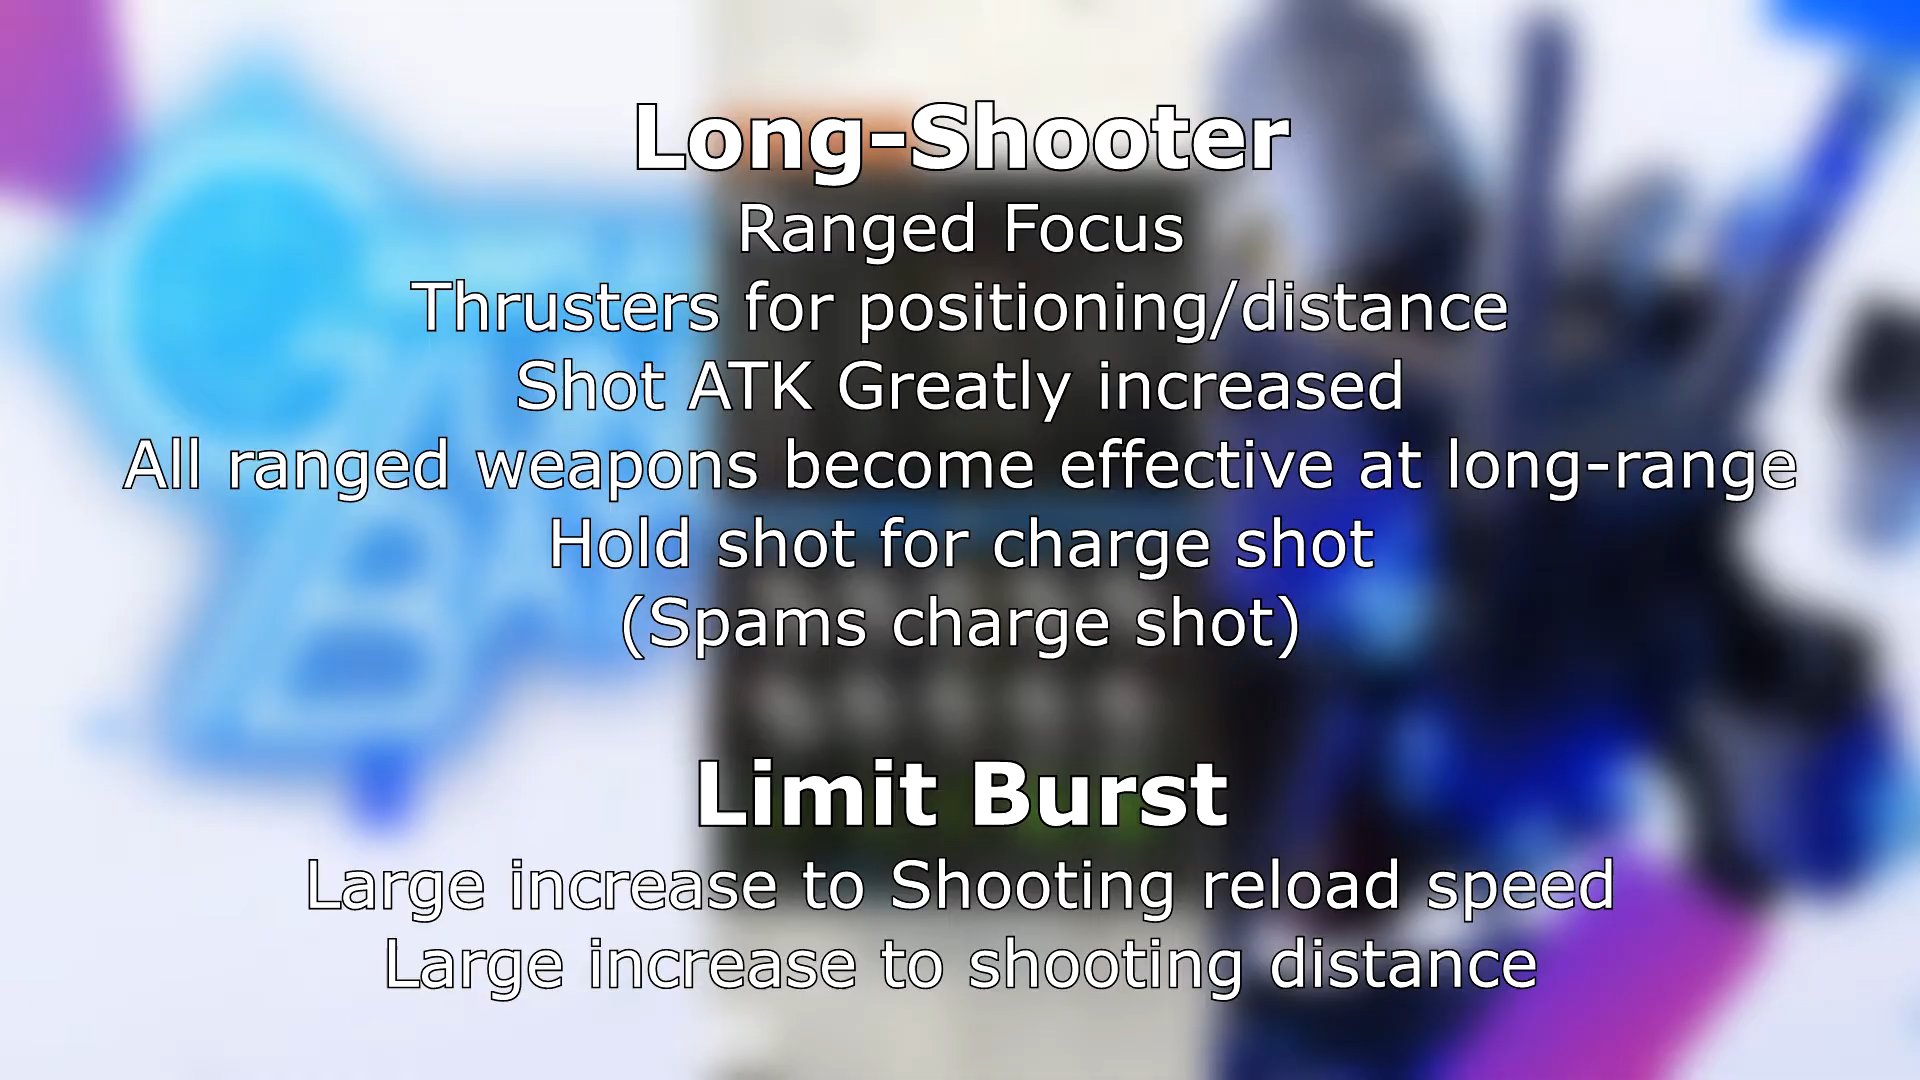 Long-Shooter
Ranged Focus
Thrusters for positioning/distance
Shot ATK Greatly increased
All ranged weapons become effective at long-range
Hold shot for charge shot
(Spams charge shot)
Limit Burst
Large increase to Shooting reload speed
Large increase to shooting distance